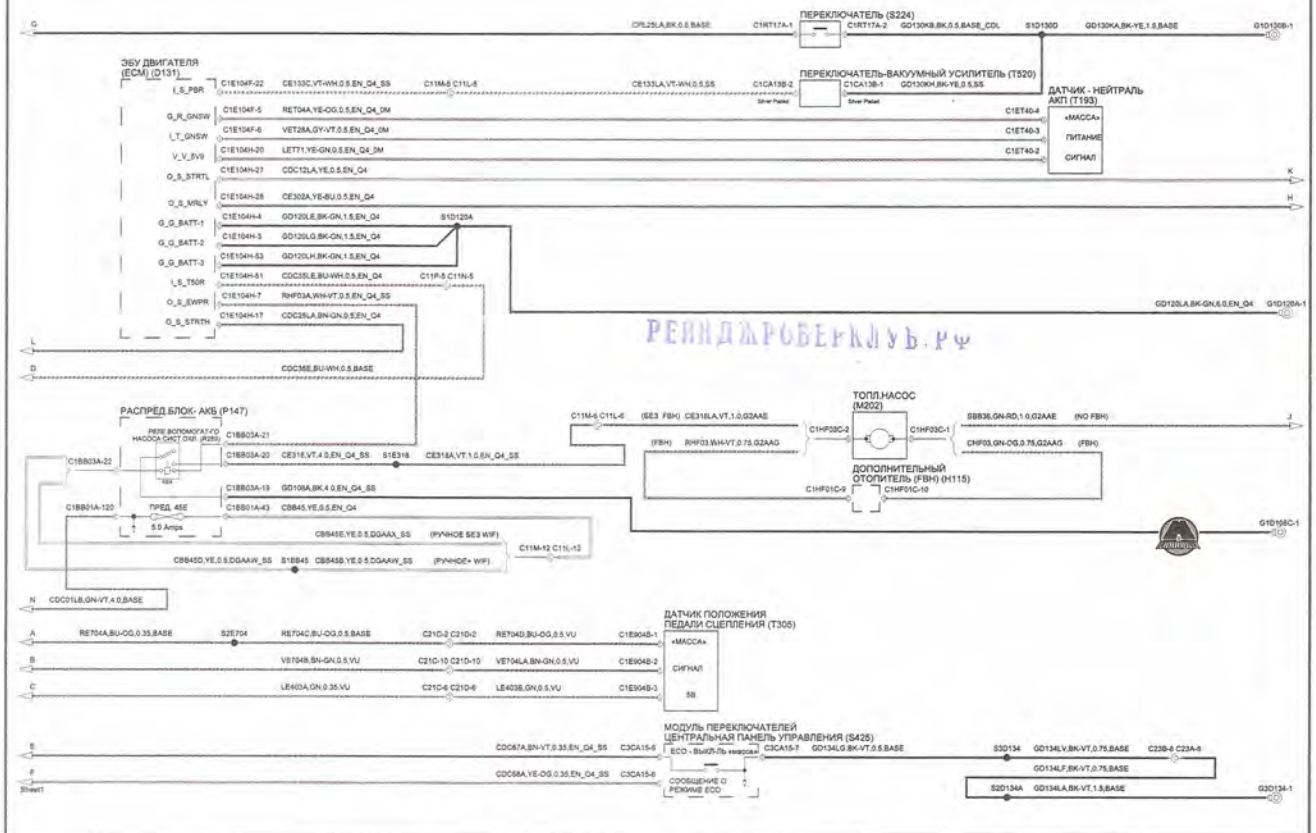 ПЕРЕКЛЮЧАТЕЛЬ (S224)
G CPL25LA,BK,0.5,BASE C1RT17A-1 C1RT17A-2 GD130KB,BK,0.5,BASE_CDL S1D130D GD130KA,BK-YE,1.5,BASE G1D130B-1
ЭБУ ДВИГАТЕЛЯ
(ECM) (D131)
ПЕРЕКЛЮЧАТЕЛЬ-ВАКУУМНЫЙ УСИЛИТЕЛЬ (T520)
I_S_PBR C1E104F-22 CE133C,VT-WH,0.5,EN_Q4_SS C11M-5 C11L-5 CE133LA,VT-WH,0.5,SS C1CA13B-2 C1CA13B-1 GD130KH,BK-YE,0.5,SS
Silver Plated Silver Plated
ДАТЧИК - НЕЙТРАЛЬ
АКП (T193)
G_R_GNSW C1E104F-5 RET04A,YE-OG,0.5,EN_Q4_0M C1ET40-4 «МАССА»
I_T_GNSW C1E104F-6 VET28A,GY-VT,0.5,EN_Q4_0M C1ET40-3 ПИТАНИЕ
V_V_5V9 C1E104H-20 LET71,YE-GN,0.5,EN_Q4_0M C1ET40-2 СИГНАЛ
O_S_STRTL C1E104H-27 CDC12LA,YE,0.5,EN_Q4 K
O_S_MRLY C1E104H-28 CE302A,YE-BU,0.5,EN_Q4 H
G_G_BATT-1 C1E104H-4 GD120LE,BK-GN,1.5,EN_Q4 S1D120A
G_G_BATT-2 C1E104H-3 GD120LG,BK-GN,1.5,EN_Q4
G_G_BATT-3 C1E104H-53 GD120LH,BK-GN,1.5,EN_Q4
I_S_T50R C1E104H-51 CDC35LE,BU-WH,0.5,EN_Q4 C11P-5 C11N-5
O_S_EWPR C1E104H-7 RHF03A,WH-VT,0.5,EN_Q4_SS
GD120LA,BK-GN,6.0,EN_Q4 G1D120A-1
O_S_STRTH C1E104H-17 CDC25LA,BN-GN,0.5,EN_Q4
РЕЙНДЖРОВЕРКЛУБ.РФ
L
D CDC35E,BU-WH,0.5,BASE
РАСПРЕД.БЛОК- АКБ (P147)
ТОПЛ.НАСОС
(M202)
РЕЛЕ ВСПОМОГАТ-ГО
НАСОСА СИСТ ОХЛ. (R259)
C1BB03A-21
C11M-6 C11L-6 (БЕЗ FBH) CE318LA,VT,1.0,G2AAE C1HF03C-2 C1HF03C-1 SBB36,GN-RD,1.0,G2AAE (NO FBH) J
C1BB03A-22 C1BB03A-20 CE316,VT,4.0,EN_Q4_SS S1E316 CE318A,VT,1.0,EN_Q4_SS
(FBH) RHF03,WH-VT,0.75,G2AAG CHF03,GN-OG,0.75,G2AAG (FBH)
ДОПОЛНИТЕЛЬНЫЙ
ОТОПИТЕЛЬ (FBH) (H115)
C1BB03A-19 GD108A,BK,4.0,EN_Q4_SS C1HF01C-9 C1HF01C-10
C1BB01A-120 ПРЕД. 45E C1BB01A-43 CBB45,YE,0.5,EN_Q4
5.0 Amps
G1D108C-1
CBB45E,YE,0.5,DGAAX_SS (РУЧНОЕ БЕЗ WIF)
C11M-12 C11L-12
CBB45D,YE,0.5,DGAAW_SS S1BB45 CBB45B,YE,0.5,DGAAW_SS (РУЧНОЕ+ WIF)
N CDC01LB,GN-VT,4.0,BASE
ДАТЧИК ПОЛОЖЕНИЯ
ПЕДАЛИ СЦЕПЛЕНИЯ (T305)
A RE704A,BU-OG,0.35,BASE S2E704 RE704C,BU-OG,0.5,BASE C21C-2 C21D-2 RE704D,BU-OG,0.5,VU C1E904B-1 «МАССА»
B VE704B,BN-GN,0.5,VU C21C-10 C21D-10 VE704LA,BN-GN,0.5,VU C1E904B-2 СИГНАЛ
C LE403A,GN,0.35,VU C21C-6 C21D-6 LE403B,GN,0.5,VU C1E904B-3 5В
МОДУЛЬ ПЕРЕКЛЮЧАТЕЛЕЙ
ЦЕНТРАЛЬНАЯ ПАНЕЛЬ УПРАВЛЕНИЯ (S425)
E CDC67A,BN-VT,0.35,EN_Q4_SS C3CA15-5 ECO - ВЫКЛ-ЛЬ C3CA15-7 GD134LG,BK-VT,0.5,BASE S3D134 GD134LV,BK-VT,0.75,BASE C23B-8 C23A-8
GD134LF,BK-VT,0.75,BASE
F CDC68A,YE-OG,0.35,EN_Q4_SS C3CA15-6 СООБЩЕНИЕ О
РЕЖИМЕ ECO
S2D134A GD134LA,BK-VT,1.5,BASE G3D134-1
Sheet1